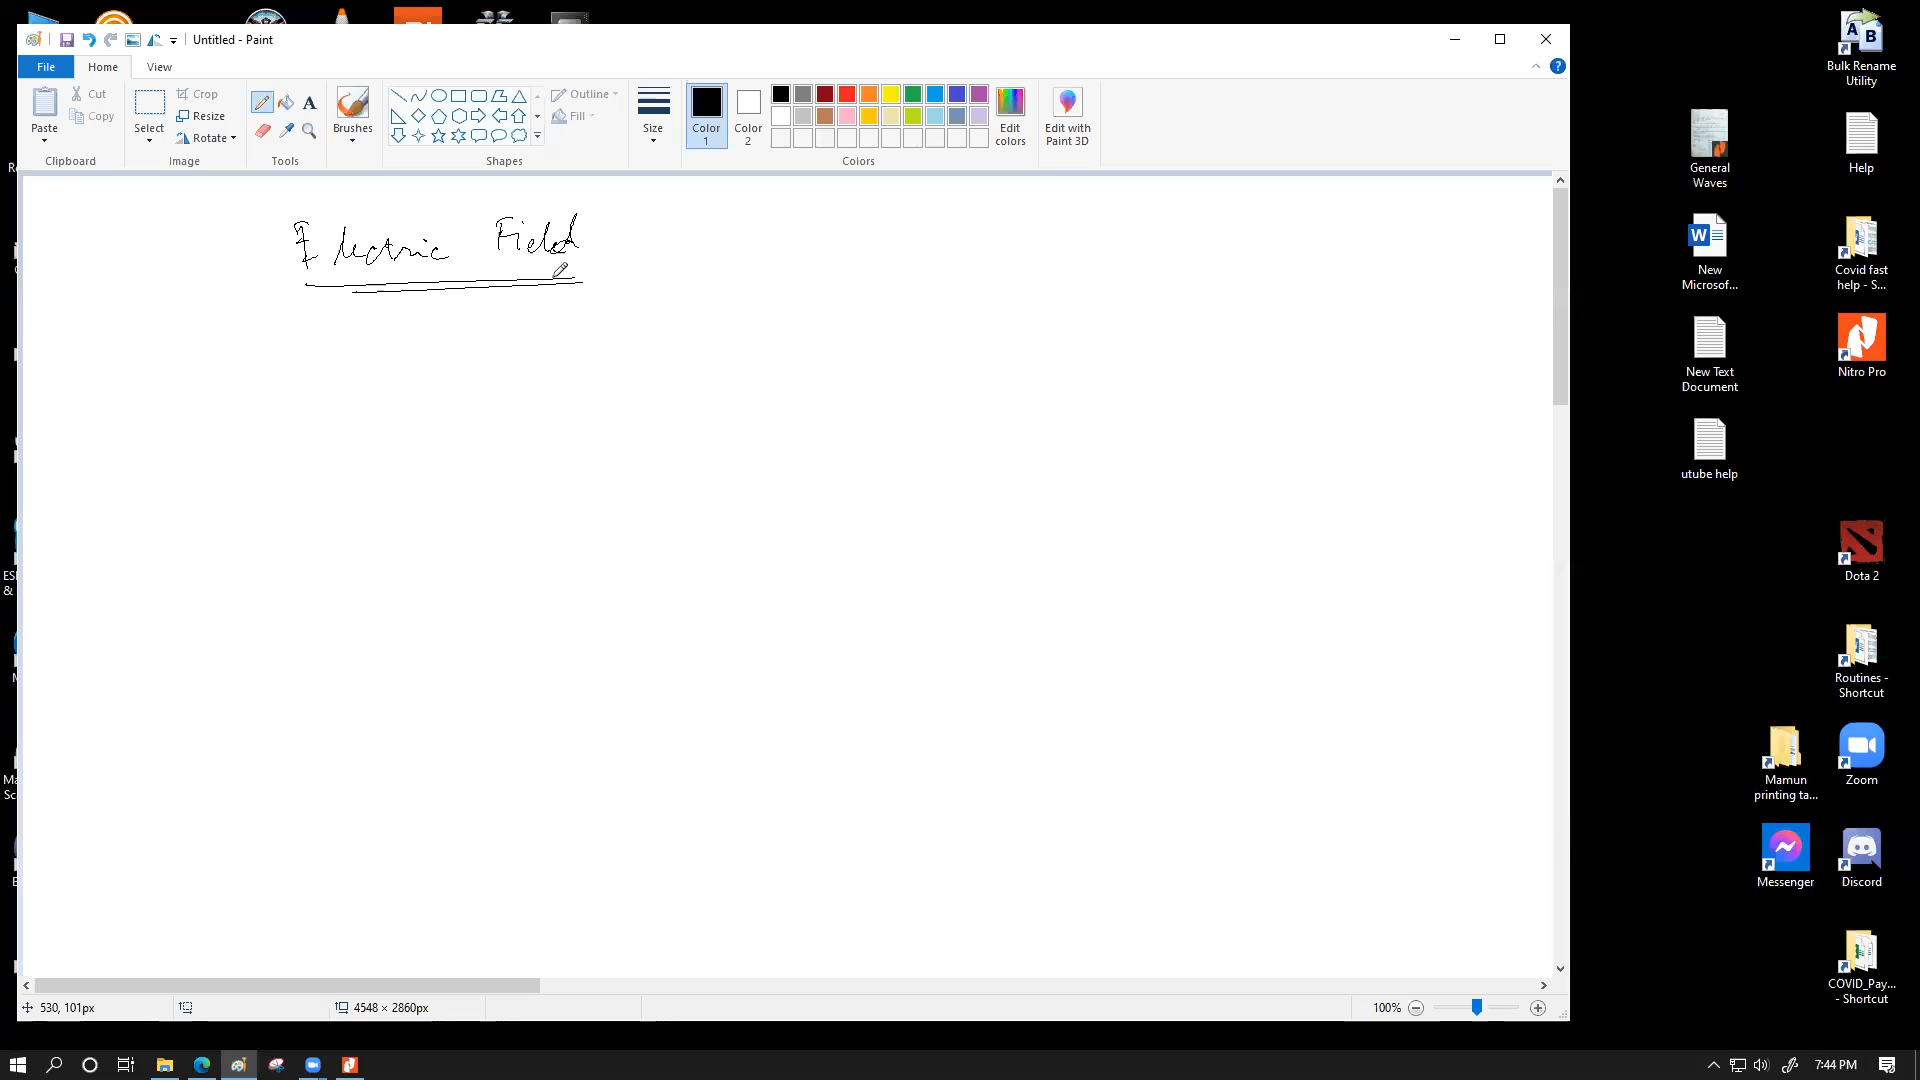 Untitled - Paint
File
Home
View
Paste
Cut
Copy
Clipboard
Select
Crop
Resize
Rotate
Image
Tools
Brushes
Shapes
Outline
Fill
Size
Color 1
Color 2
Colors
Edit colors
Edit with Paint 3D
Electric Field
530, 101px
4548 × 2860px
100%
Bulk Rename Utility
General Waves
Help
New Microsof...
Covid fast help - S...
New Text Document
Nitro Pro
utube help
Dota 2
Routines - Shortcut
Mamun printing ta...
Zoom
Messenger
Discord
COVID_Pay... - Shortcut
7:44 PM